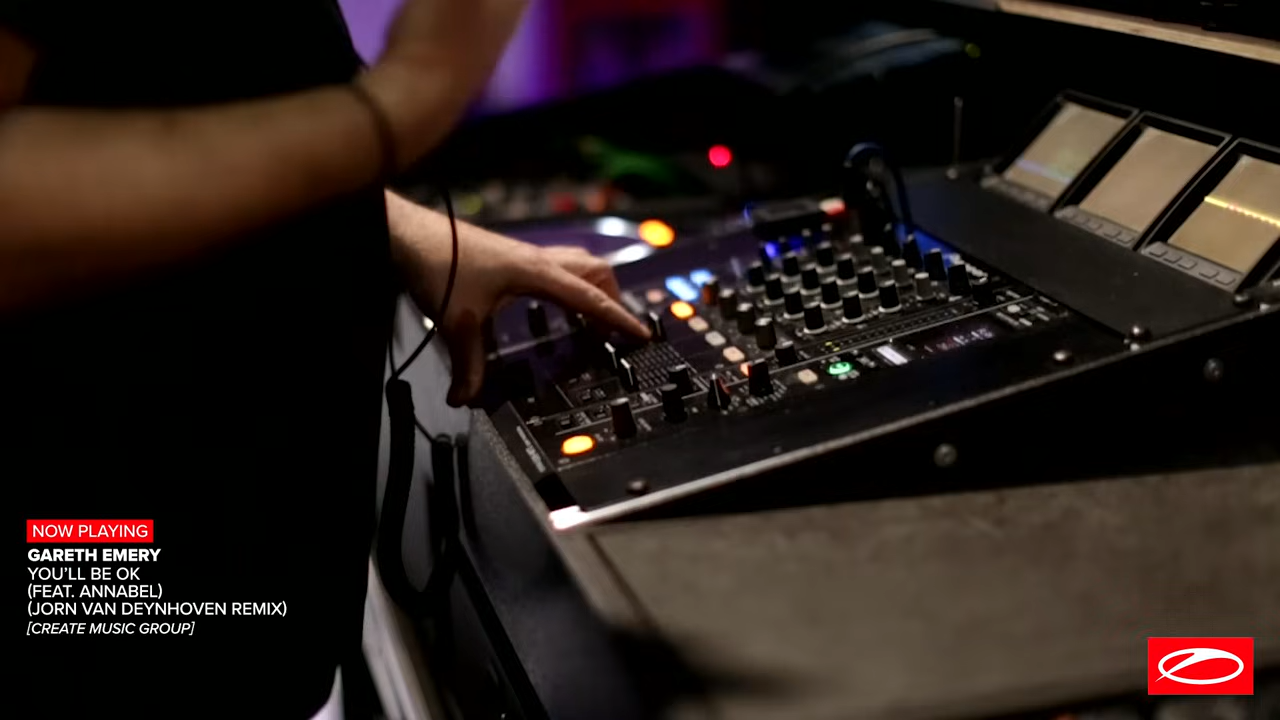 NOW PLAYING
GARETH EMERY
YOU'LL BE OK
(FEAT. ANNABEL)
(JORN VAN DEYNHOVEN REMIX)
[CREATE MUSIC GROUP]